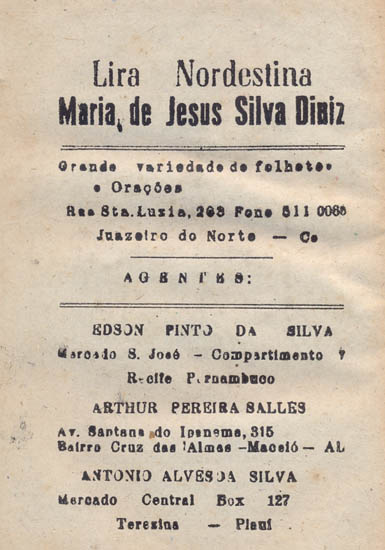 Lira Nordestina
Maria de Jesus Silva Diniz
Grande variedade de folhetos
e Orações
Rua Sta. Luzia, 263 Fone 511 0065
Juazeiro do Norte — Ce
AGENTES:
EDSON PINTO DA SILVA
Mercado S. José - Compartimento 7
Recife Pernambuco
ARTHUR PEREIRA SALLES
Av. Santana do Ipanema, 315
Bairro Cruz das Almas -Maceió - AL
ANTONIO ALVES DA SILVA
Mercado Central Box 127
Terezina — Piauí